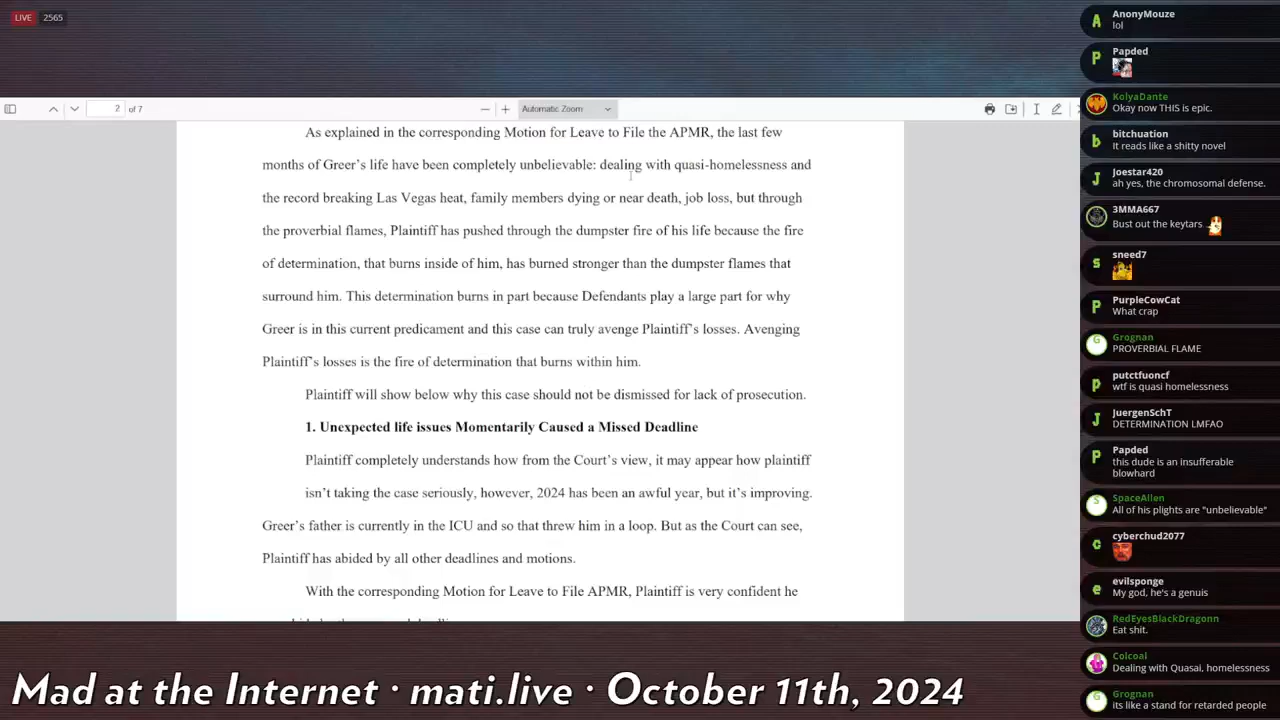 LIVE 2565
2 of 7
Automatic Zoom
As explained in the corresponding Motion for Leave to File the APMR, the last few
months of Greer's life have been completely unbelievable: dealing with quasi-homelessness and
the record breaking Las Vegas heat, family members dying or near death, job loss, but through
the proverbial flames, Plaintiff has pushed through the dumpster fire of his life because the fire
of determination, that burns inside of him, has burned stronger than the dumpster flames that
surround him. This determination burns in part because Defendants play a large part for why
Greer is in this current predicament and this case can truly avenge Plaintiff's losses. Avenging
Plaintiff's losses is the fire of determination that burns within him.
Plaintiff will show below why this case should not be dismissed for lack of prosecution.
1. Unexpected life issues Momentarily Caused a Missed Deadline
Plaintiff completely understands how from the Court's view, it may appear how plaintiff
isn't taking the case seriously, however, 2024 has been an awful year, but it's improving.
Greer's father is currently in the ICU and so that threw him in a loop. But as the Court can see,
Plaintiff has abided by all other deadlines and motions.
With the corresponding Motion for Leave to File APMR, Plaintiff is very confident he
Mad at the Internet · mati.live · October 11th, 2024
A
AnonyMouze
lol
P
Papded
KolyaDante
Okay now THIS is epic.
b
bitchuation
It reads like a shitty novel
J
Joestar420
ah yes, the chromosomal defense.
3MMA667
Bust out the keytars
s
sneed7
P
PurpleCowCat
What crap
G
Grognan
PROVERBIAL FLAME
p
putctfuoncf
wtf is quasi homelessness
J
JuergenSchT
DETERMINATION LMFAO
P
Papded
this dude is an insufferable
blowhard
S
SpaceAllen
All of his plights are "unbelievable"
c
cyberchud2077
e
evilsponge
My god, he's a genuis
RedEyesBlackDragonn
Eat shit.
Colcoal
Dealing with Quasai, homelessness
G
Grognan
its like a stand for retarded people